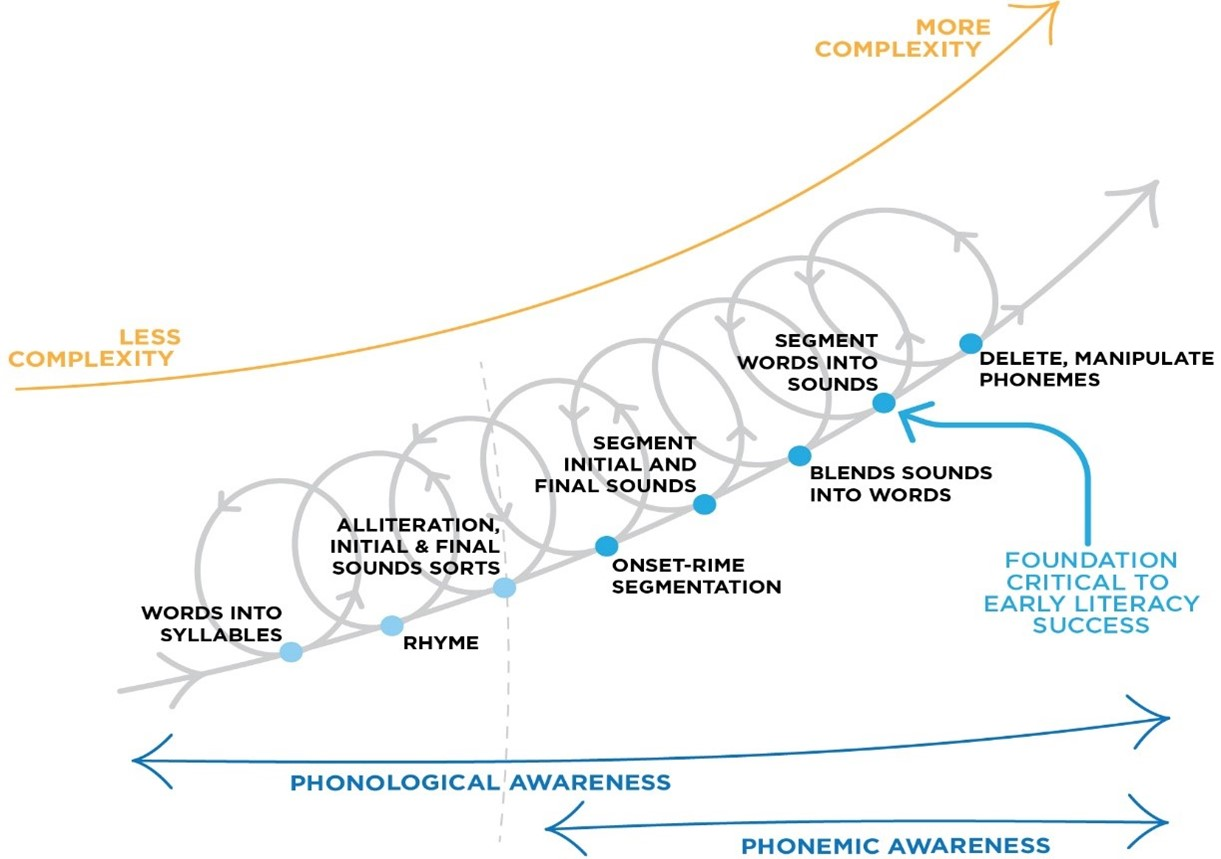 MORE
COMPLEXITY
LESS
COMPLEXITY
SEGMENT
WORDS INTO
SOUNDS
DELETE, MANIPULATE
PHONEMES
SEGMENT
INITIAL AND
FINAL SOUNDS
BLENDS SOUNDS
INTO WORDS
ALLITERATION,
INITIAL & FINAL
SOUNDS SORTS
ONSET-RIME
SEGMENTATION
FOUNDATION
CRITICAL TO
EARLY LITERACY
SUCCESS
WORDS INTO
SYLLABLES
RHYME
PHONOLOGICAL AWARENESS
PHONEMIC AWARENESS